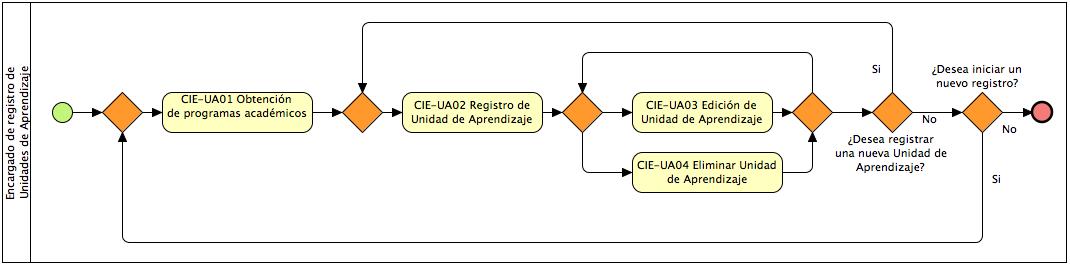 Encargado de registro de
Unidades de Aprendizaje
CIE-UA01 Obtención
de programas académicos
CIE-UA02 Registro de
Unidad de Aprendizaje
CIE-UA03 Edición de
Unidad de Aprendizaje
CIE-UA04 Eliminar Unidad
de Aprendizaje
Si
¿Desea registrar
una nueva Unidad de
Aprendizaje?
No
¿Desea iniciar un
nuevo registro?
No
Si